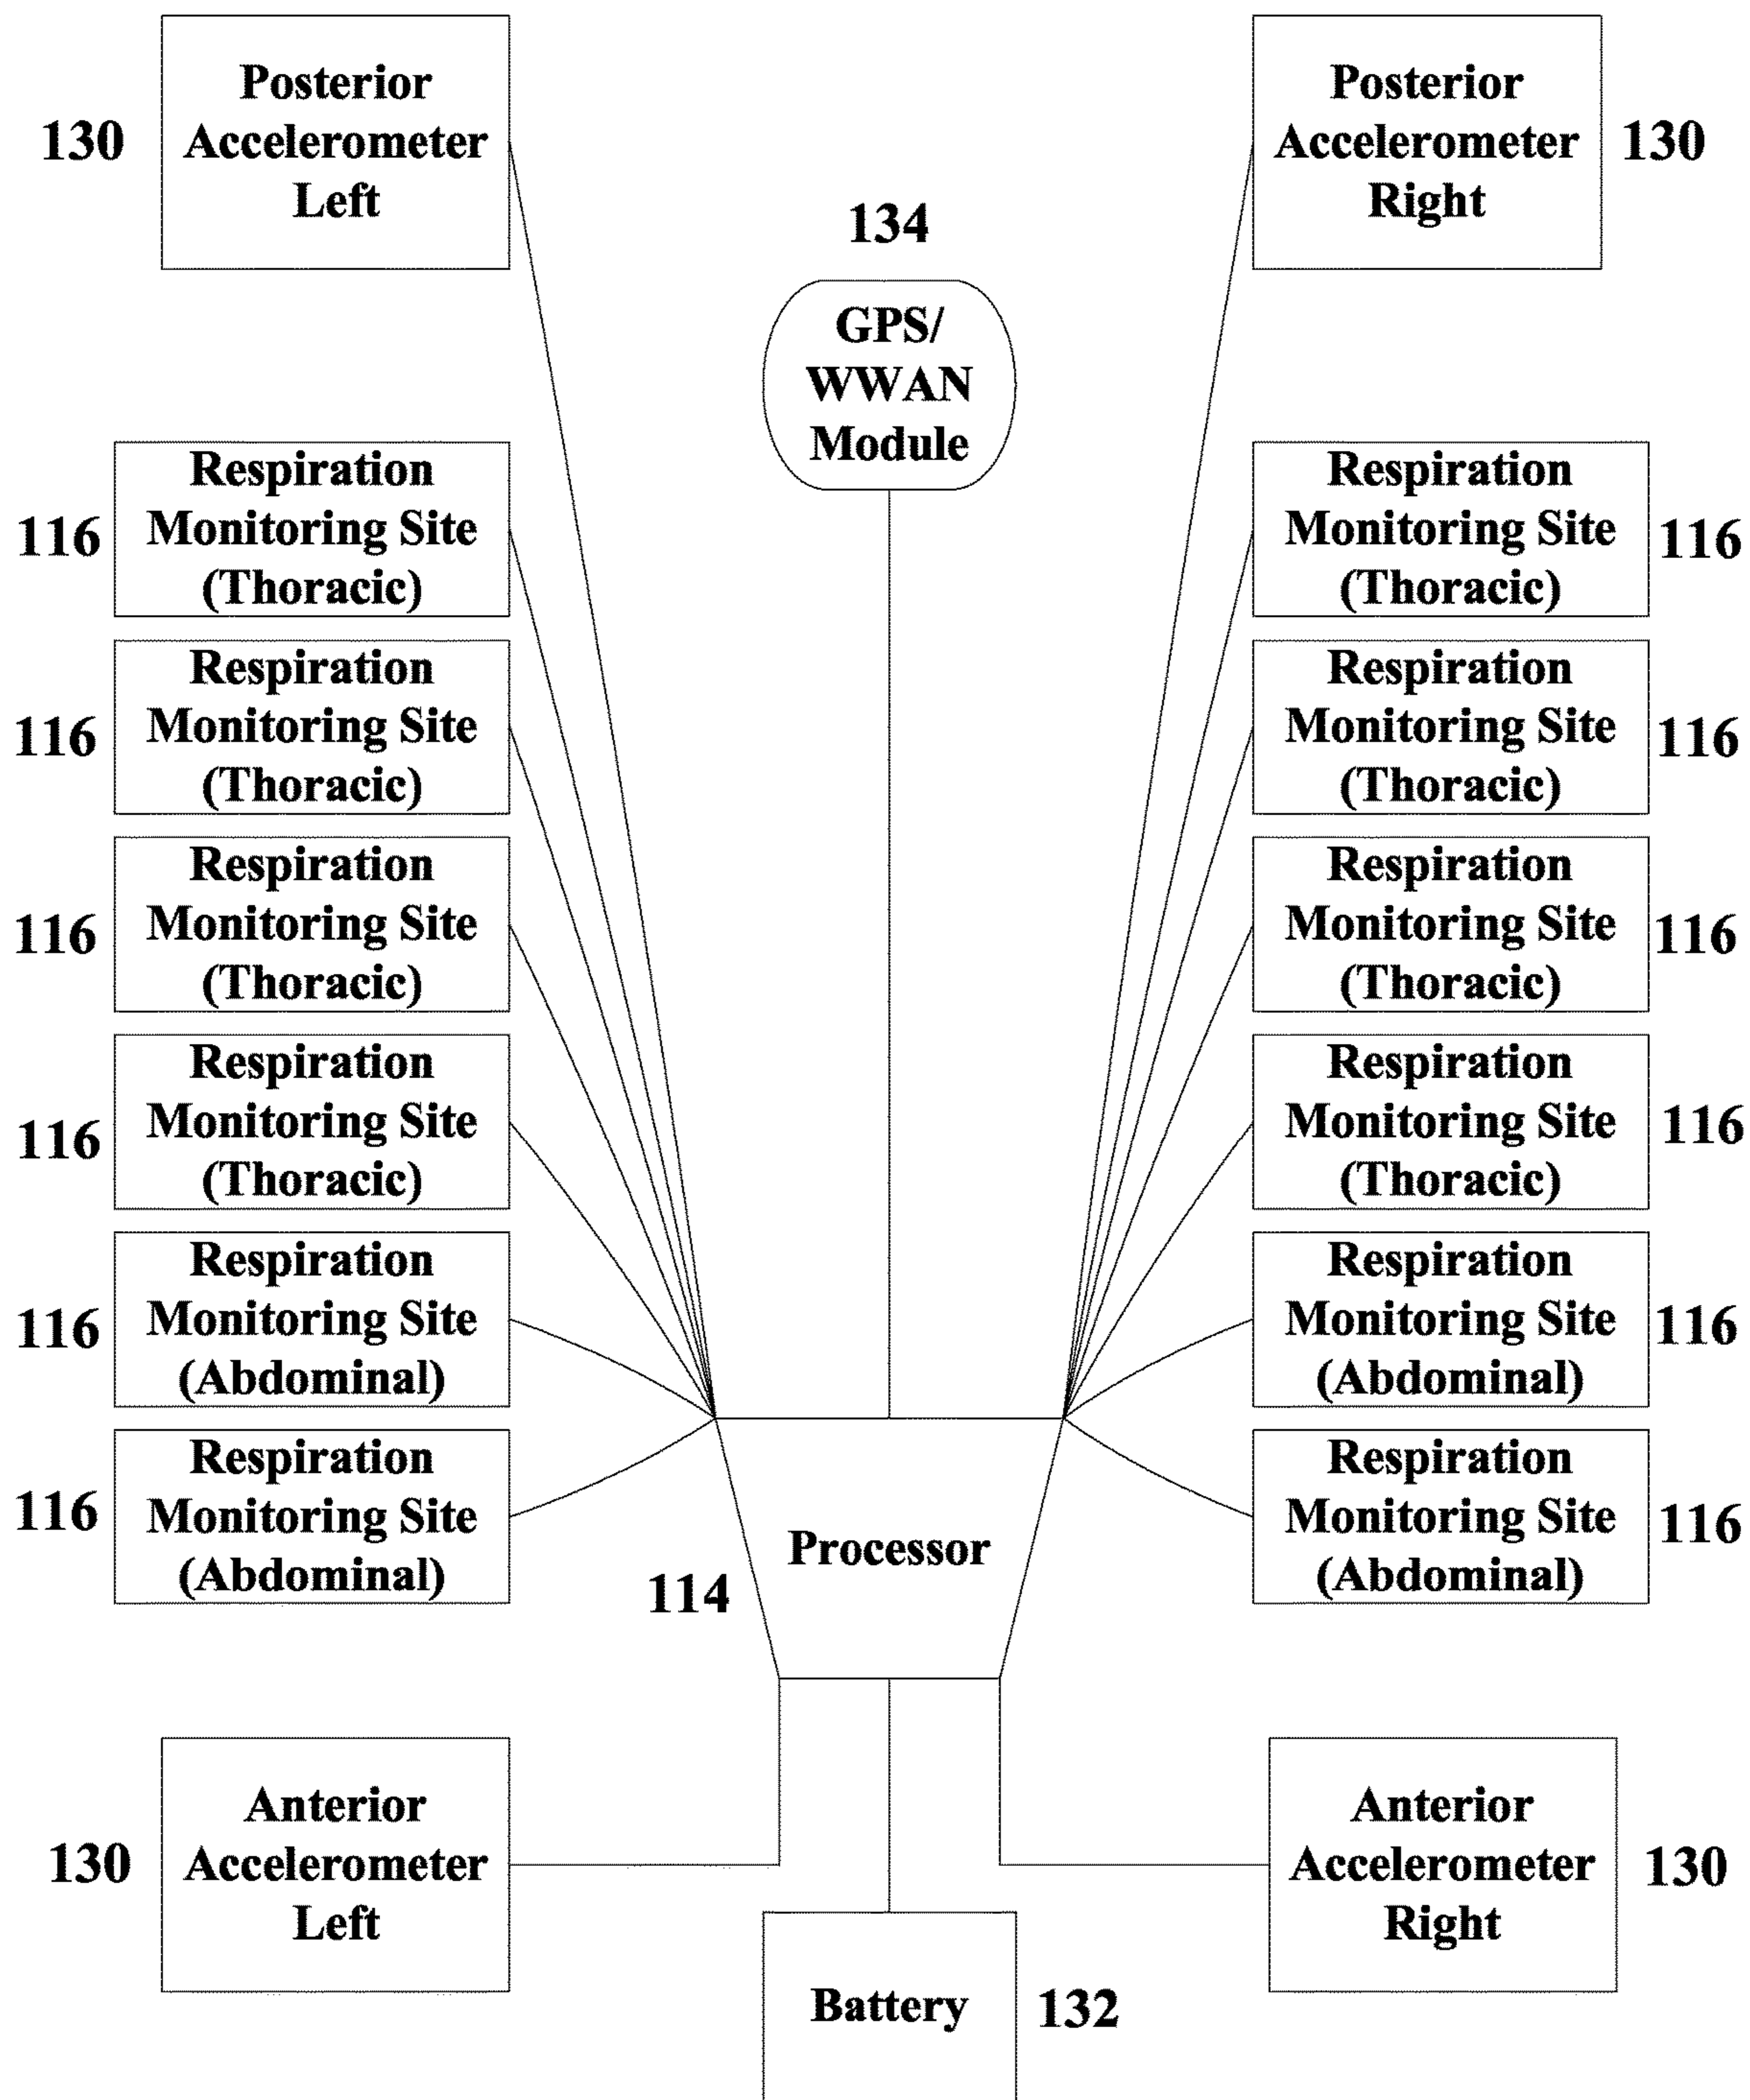 Posterior
Accelerometer
Left
130
Posterior
Accelerometer
Right
130
134
GPS/
WWAN
Module
116
Respiration
Monitoring Site
(Thoracic)
Respiration
Monitoring Site
(Thoracic)
116
116
Respiration
Monitoring Site
(Thoracic)
Respiration
Monitoring Site
(Thoracic)
116
116
Respiration
Monitoring Site
(Thoracic)
Respiration
Monitoring Site
(Thoracic)
116
116
Respiration
Monitoring Site
(Thoracic)
Respiration
Monitoring Site
(Thoracic)
116
116
Respiration
Monitoring Site
(Abdominal)
Respiration
Monitoring Site
(Abdominal)
116
116
Respiration
Monitoring Site
(Abdominal)
Respiration
Monitoring Site
(Abdominal)
116
Processor
114
130
Anterior
Accelerometer
Left
Anterior
Accelerometer
Right
130
Battery
132